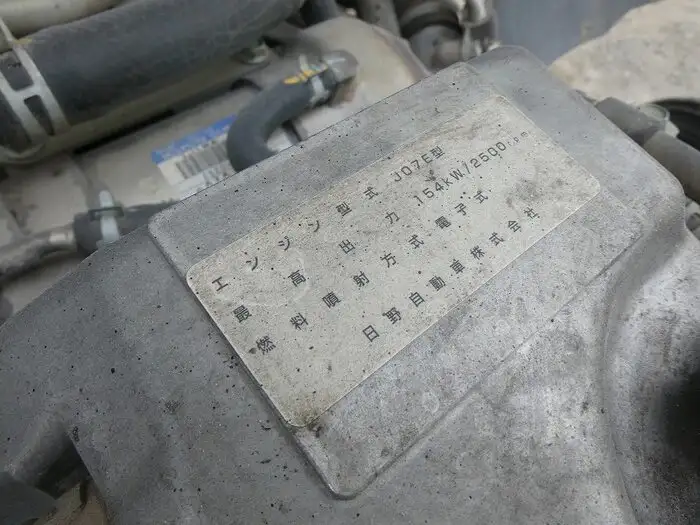 エンジン型式 J07E型
最高出力 154kW/2500rpm
燃料噴射方式 電子式
日野自動車株式会社